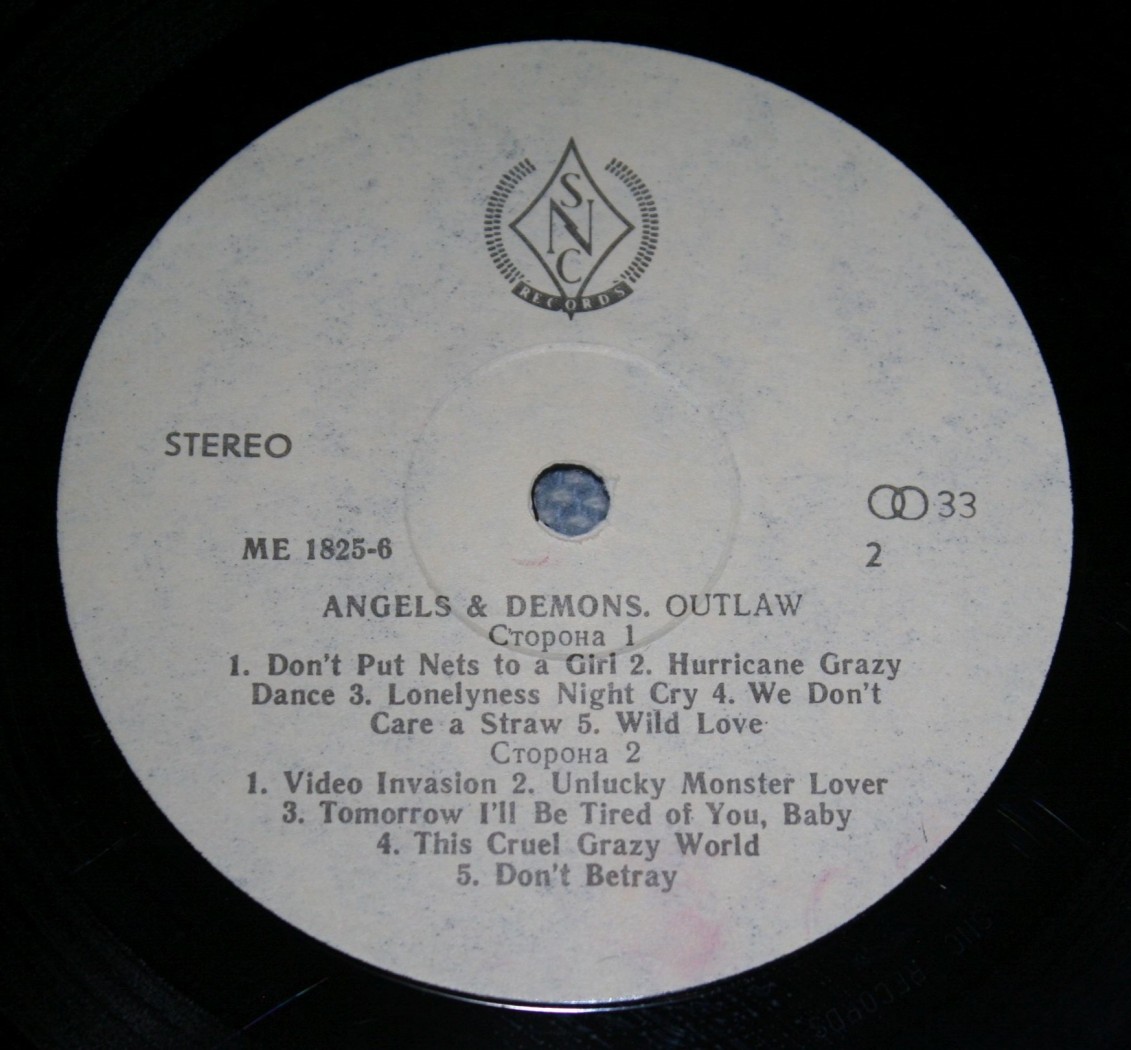 SNC
RECORDS
STEREO
33
ME 1825-6
2
ANGELS & DEMONS. OUTLAW
Сторона 1
1. Don't Put Nets to a Girl 2. Hurricane Grazy
Dance 3. Lonelyness Night Cry 4. We Don't
Care a Straw 5. Wild Love
Сторона 2
1. Video Invasion 2. Unlucky Monster Lover
3. Tomorrow I'll Be Tired of You, Baby
4. This Cruel Grazy World
5. Don't Betray
SNC RECORDS